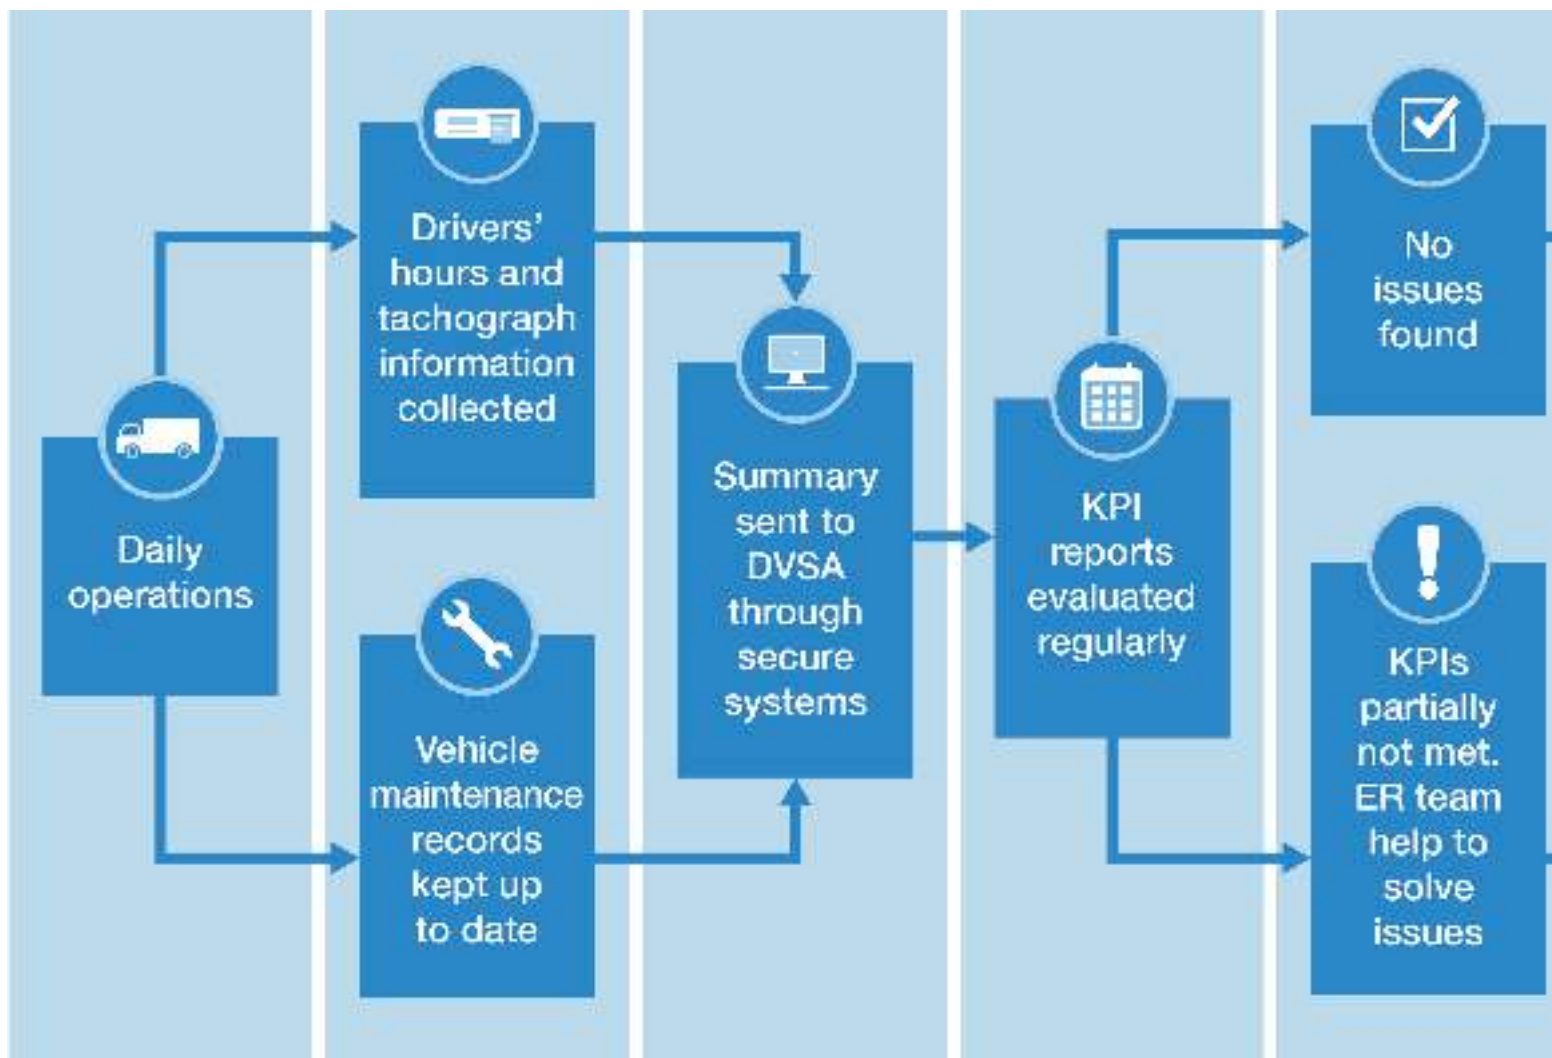 Daily
operations
Drivers’
hours and
tachograph
information
collected
Vehicle
maintenance
records
kept up
to date
Summary
sent to
DVSA
through
secure
systems
KPI
reports
evaluated
regularly
No
issues
found
KPIs
partially
not met.
ER team
help to
solve
issues